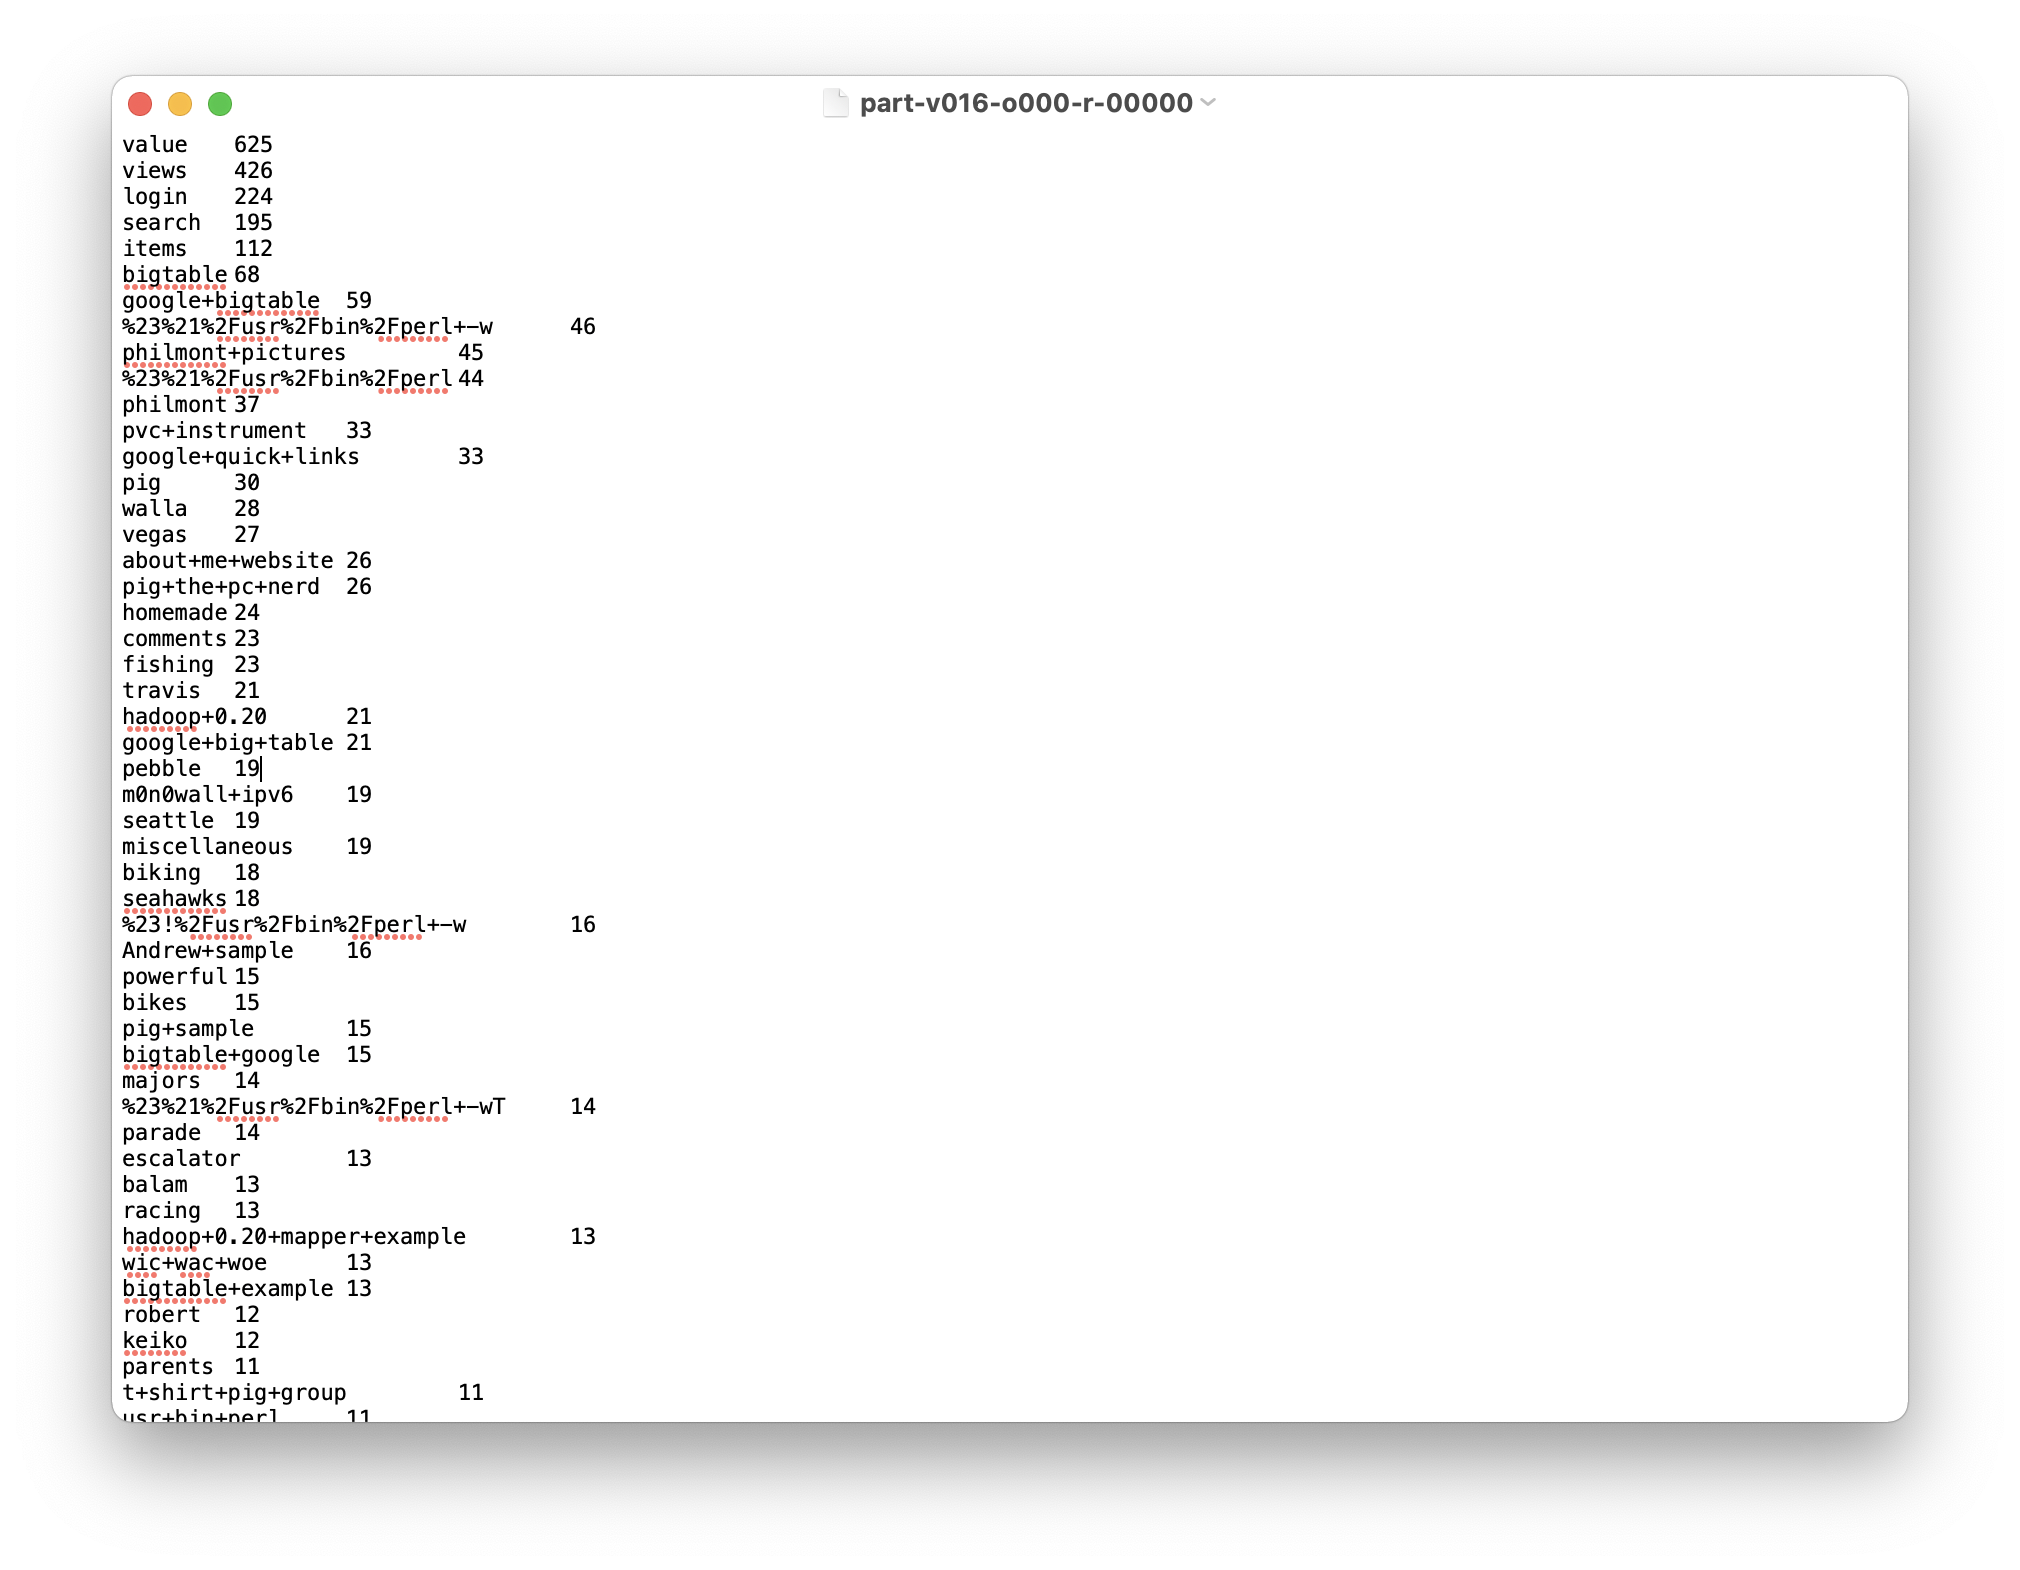 part-v016-o000-r-00000
value	625
views	426
login	224
search	195
items	112
bigtable	68
google+bigtable	59
%23%21%2Fusr%2Fbin%2Fperl+-w	46
philmont+pictures	45
%23%21%2Fusr%2Fbin%2Fperl	44
philmont	37
pvc+instrument	33
google+quick+links	33
pig	30
walla	28
vegas	27
about+me+website	26
pig+the+pc+nerd	26
homemade	24
comments	23
fishing	23
travis	21
hadoop+0.20	21
google+big+table	21
pebble	19
m0n0wall+ipv6	19
seattle	19
miscellaneous	19
biking	18
seahawks	18
%23!%2Fusr%2Fbin%2Fperl+-w	16
Andrew+sample	16
powerful	15
bikes	15
pig+sample	15
bigtable+google	15
majors	14
%23%21%2Fusr%2Fbin%2Fperl+-wT	14
parade	14
escalator	13
balam	13
racing	13
hadoop+0.20+mapper+example	13
wic+wac+woe	13
bigtable+example	13
robert	12
keiko	12
parents	11
t+shirt+pig+group	11
usr+bin+perl	11